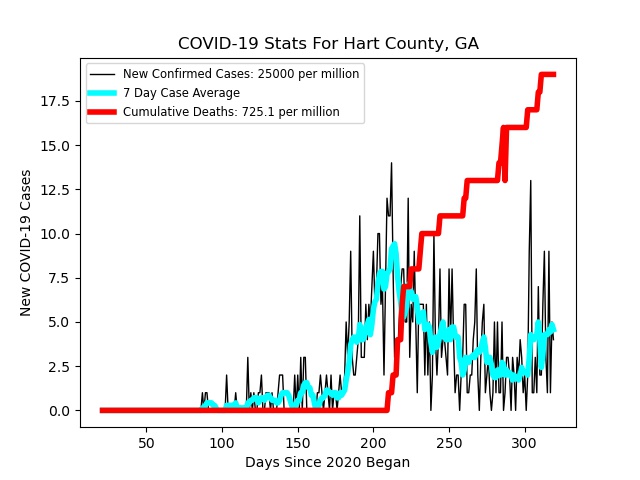 COVID-19 Stats For Hart County, GA
New Confirmed Cases: 25000 per million
7 Day Case Average
Cumulative Deaths: 725.1 per million
New COVID-19 Cases
17.5
15.0
12.5
10.0
7.5
5.0
2.5
0.0
50 100 150 200 250 300
Days Since 2020 Began